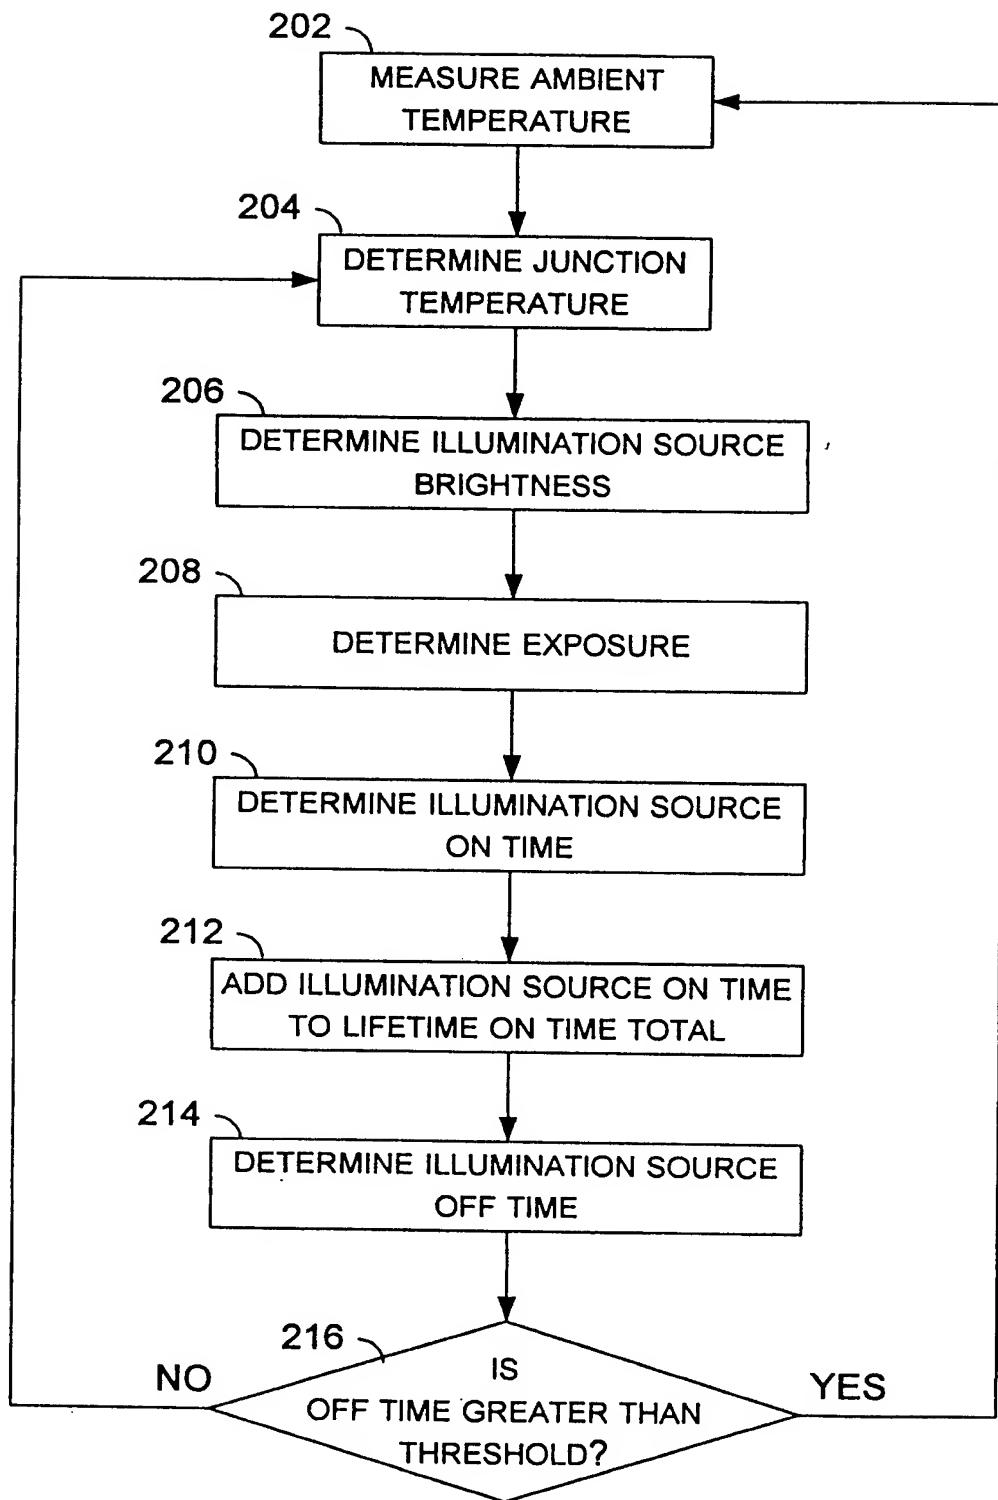 202
MEASURE AMBIENT
TEMPERATURE
204
DETERMINE JUNCTION
TEMPERATURE
206
DETERMINE ILLUMINATION SOURCE
BRIGHTNESS
208
DETERMINE EXPOSURE
210
DETERMINE ILLUMINATION SOURCE
ON TIME
212
ADD ILLUMINATION SOURCE ON TIME
TO LIFETIME ON TIME TOTAL
214
DETERMINE ILLUMINATION SOURCE
OFF TIME
216
NO
IS
OFF TIME GREATER THAN
THRESHOLD?
YES